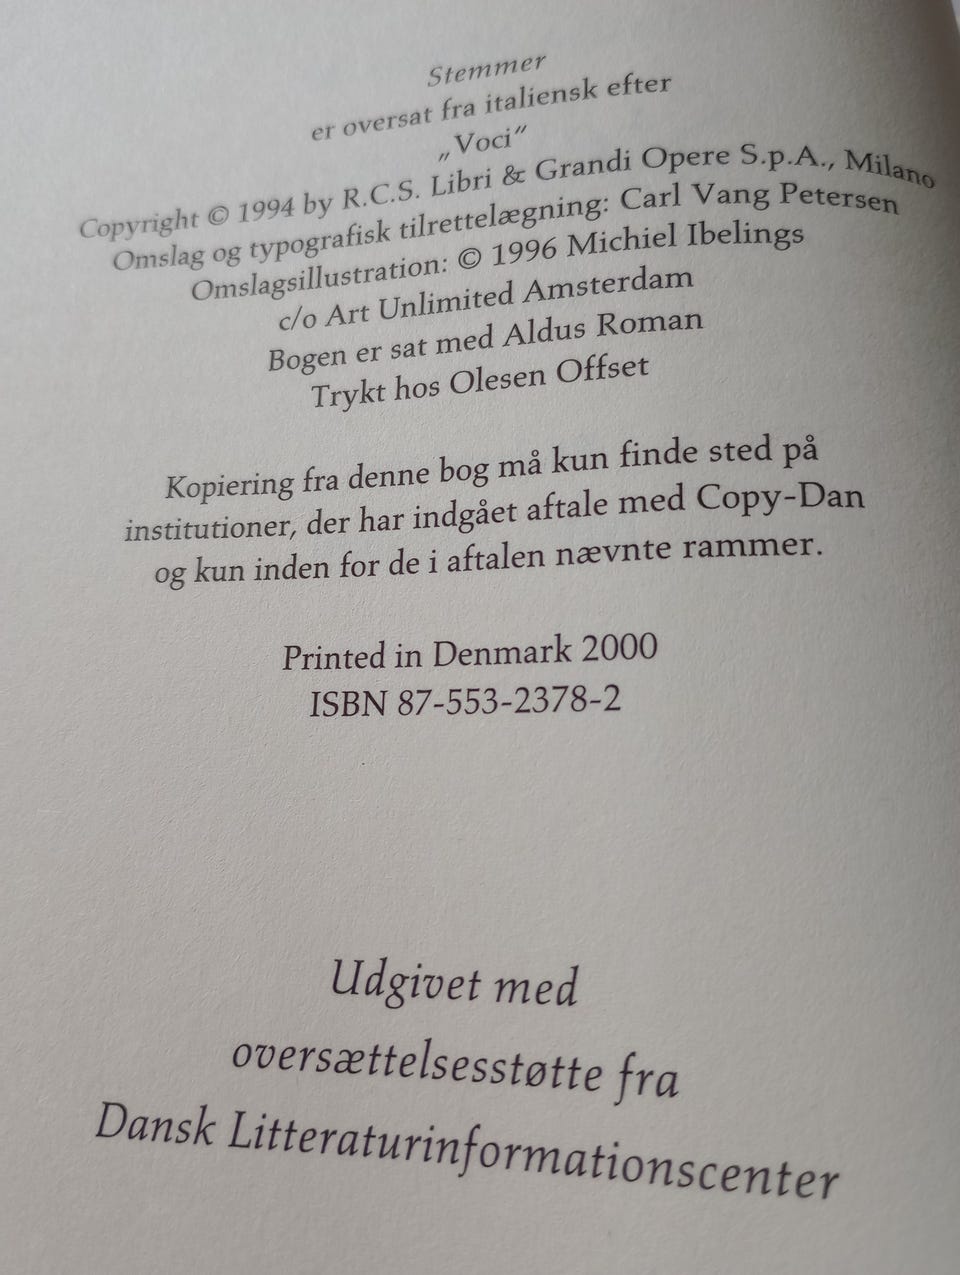 Stemmer
er oversat fra italiensk efter
„Voci”
Copyright © 1994 by R.C.S. Libri & Grandi Opere S.p.A., Milano
Omslag og typografisk tilrettelægning: Carl Vang Petersen
Omslagsillustration: © 1996 Michiel Ibelings
c/o Art Unlimited Amsterdam
Bogen er sat med Aldus Roman
Trykt hos Olesen Offset
Kopiering fra denne bog må kun finde sted på
institutioner, der har indgået aftale med Copy-Dan
og kun inden for de i aftalen nævnte rammer.
Printed in Denmark 2000
ISBN 87-553-2378-2
Udgivet med
oversættelsesstøtte fra
Dansk Litteraturinformationscenter